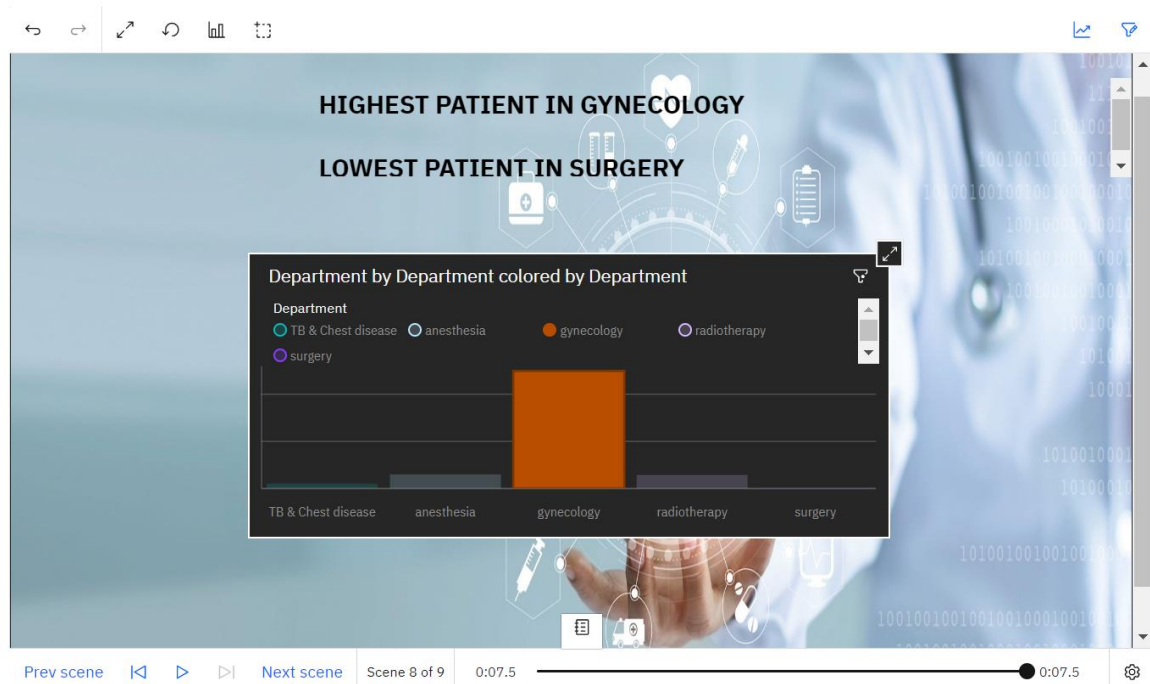 HIGHEST PATIENT IN GYNECOLOGY
LOWEST PATIENT IN SURGERY
Department by Department colored by Department
Department
TB & Chest disease anesthesia gynecology radiotherapy
surgery
TB & Chest disease anesthesia gynecology radiotherapy surgery
Prev scene Next scene Scene 8 of 9 0:07.5 0:07.5